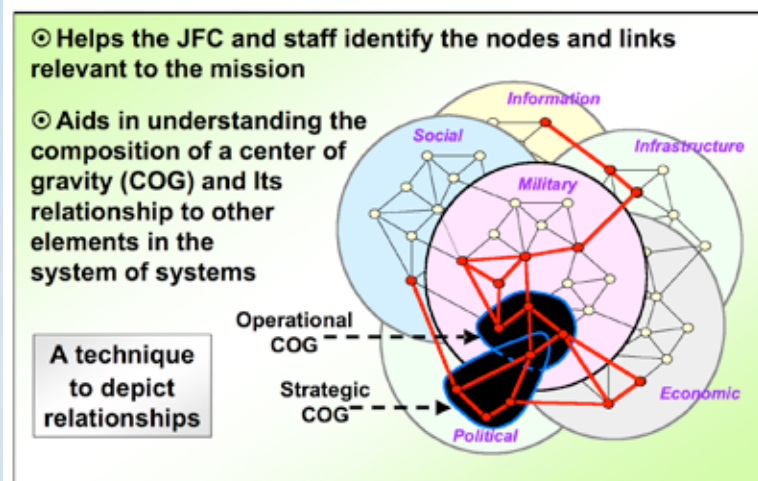 ⊙ Helps the JFC and staff identify the nodes and links
relevant to the mission
⊙ Aids in understanding the
composition of a center of
gravity (COG) and Its
relationship to other
elements in the
system of systems
Information
Social
Infrastructure
Military
Operational
COG
A technique
to depict
relationships
Strategic
COG
Economic
Political